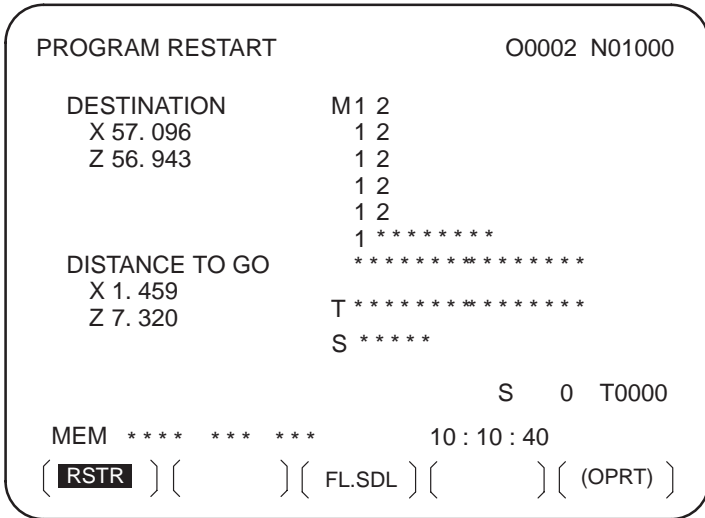 PROGRAM RESTART O0002 N01000
DESTINATION M1 2
X 57. 096 1 2
Z 56. 943 1 2
1 2
1 2
1 * * * * * * * *
DISTANCE TO GO * * * * * * * * * * * * * * * *
X 1. 459
Z 7. 320 T * * * * * * * * * * * * * * * *
S * * * * *
S 0 T0000
MEM * * * * * * * * * * 10 : 10 : 40
( RSTR ) ( ) ( FL.SDL ) ( ) ( (OPRT) )